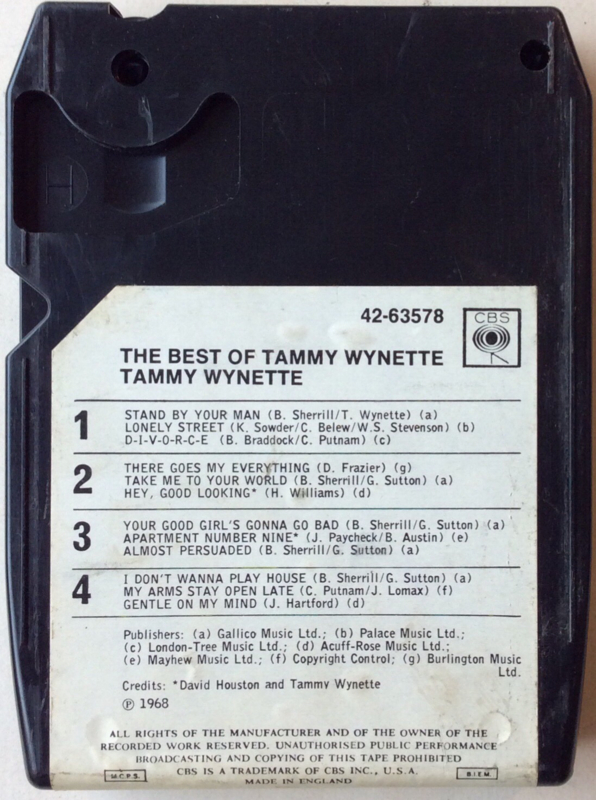 H
42-63578
CBS
THE BEST OF TAMMY WYNETTE
TAMMY WYNETTE
1
STAND BY YOUR MAN (B. Sherrill/T. Wynette) (a)
LONELY STREET (K. Sowder/C. Belew/W.S. Stevenson) (b)
D-I-V-O-R-C-E (B. Braddock/C. Putnam) (c)
2
THERE GOES MY EVERYTHING (D. Frazier) (g)
TAKE ME TO YOUR WORLD (B. Sherrill/G. Sutton) (a)
HEY, GOOD LOOKING* (H. Williams) (d)
3
YOUR GOOD GIRL'S GONNA GO BAD (B. Sherrill/G. Sutton) (a)
APARTMENT NUMBER NINE* (J. Paycheck/B. Austin) (e)
ALMOST PERSUADED (B. Sherrill/G. Sutton) (a)
4
I DON'T WANNA PLAY HOUSE (B. Sherrill/G. Sutton) (a)
MY ARMS STAY OPEN LATE (C. Putnam/J. Lomax) (f)
GENTLE ON MY MIND (J. Hartford) (d)
Publishers: (a) Gallico Music Ltd.; (b) Palace Music Ltd.;
(c) London-Tree Music Ltd.; (d) Acuff-Rose Music Ltd.;
(e) Mayhew Music Ltd.; (f) Copyright Control; (g) Burlington Music
Ltd.
Credits: *David Houston and Tammy Wynette
℗ 1968
ALL RIGHTS OF THE MANUFACTURER AND OF THE OWNER OF THE
RECORDED WORK RESERVED. UNAUTHORISED PUBLIC PERFORMANCE
BROADCASTING AND COPYING OF THIS TAPE PROHIBITED
CBS IS A TRADEMARK OF CBS INC., U.S.A.
M.C.P.S.
B.I.E.M.
MADE IN ENGLAND